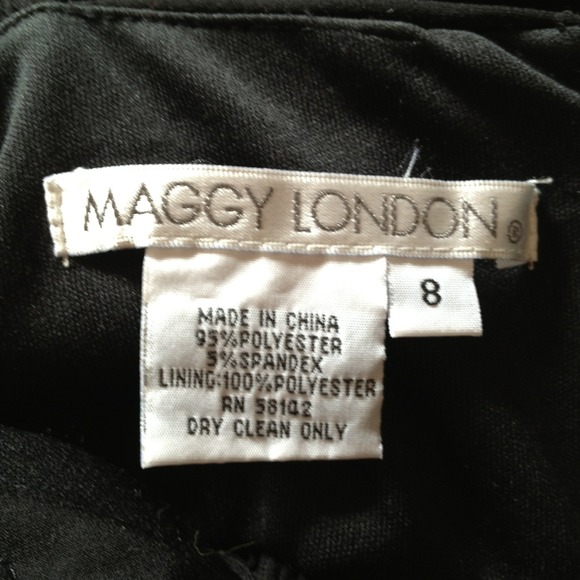 MAGGY LONDON®
8
MADE IN CHINA
95%POLYESTER
5%SPANDEX
LINING:100%POLYESTER
RN 58142
DRY CLEAN ONLY